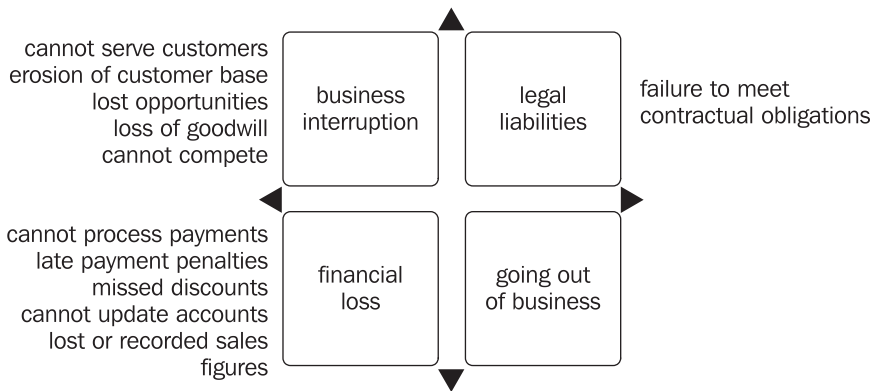 cannot serve customers
erosion of customer base
lost opportunities
loss of goodwill
cannot compete
business
interruption
legal
liabilities
failure to meet
contractual obligations
cannot process payments
late payment penalties
missed discounts
cannot update accounts
lost or recorded sales
figures
financial
loss
going out
of business